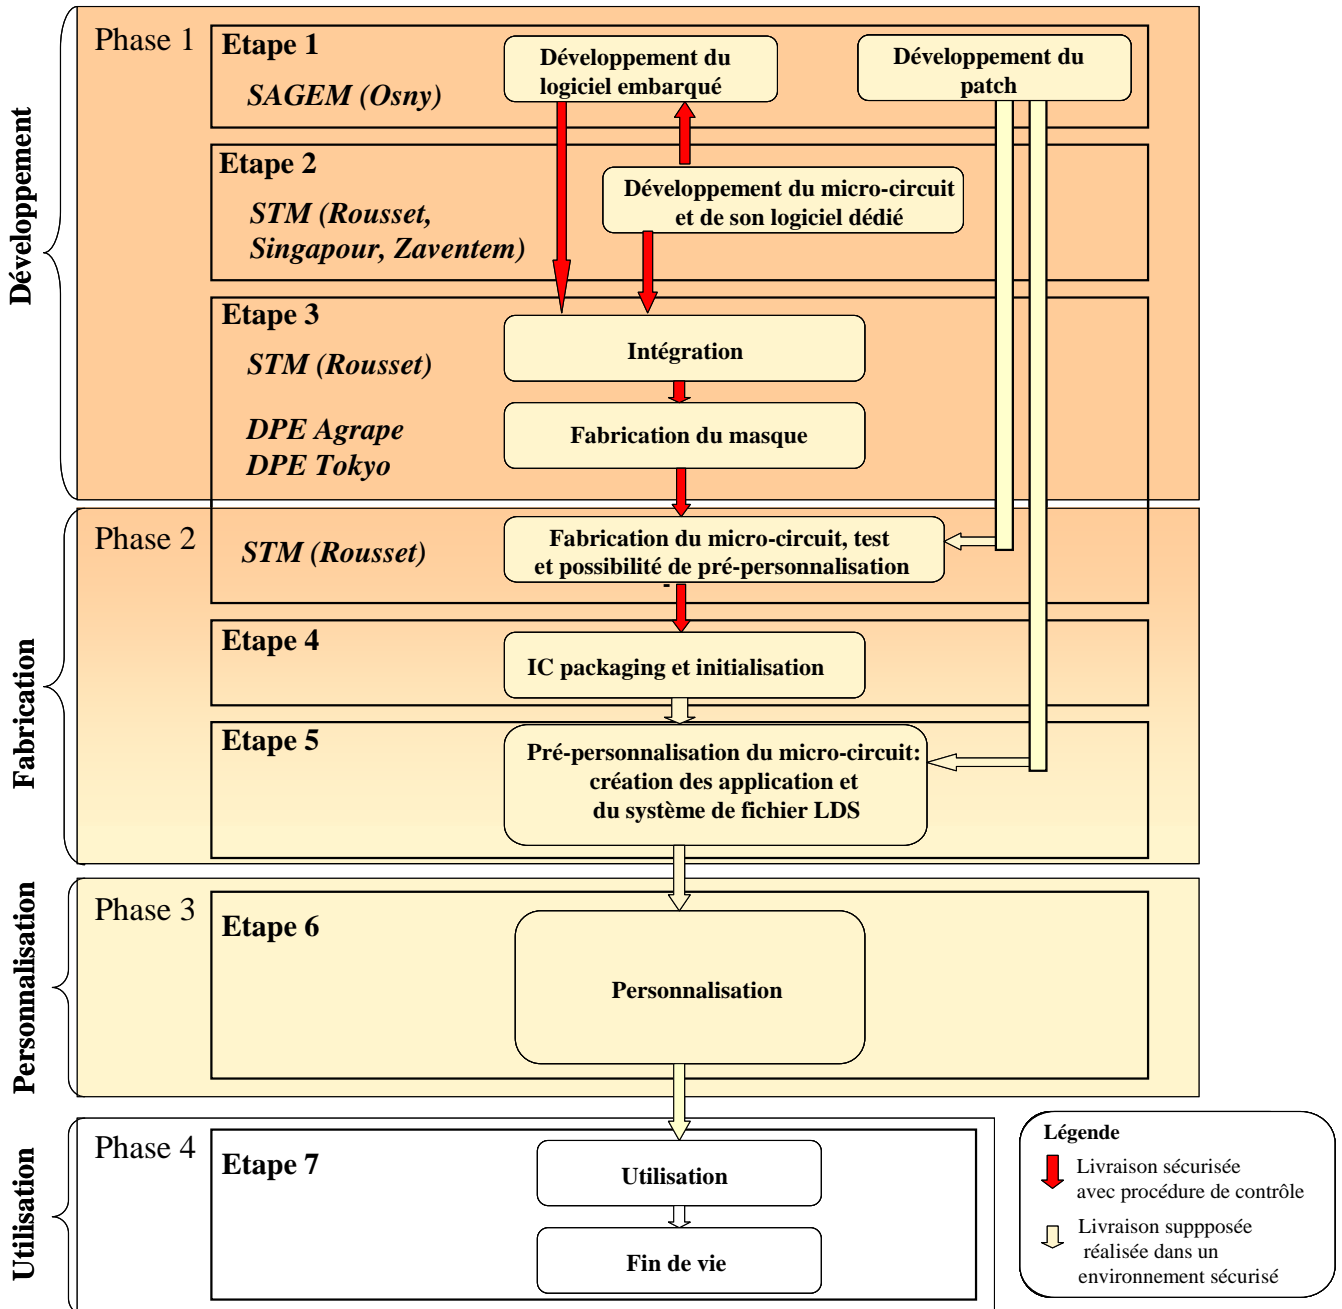 Développement
Phase 1
Etape 1
SAGEM (Osny)
Développement du
logiciel embarqué
Développement du
patch
Etape 2
STM (Rousset,
Singapour, Zaventem)
Développement du micro-circuit
et de son logiciel dédié
Etape 3
STM (Rousset)
Intégration
DPE Agrape
DPE Tokyo
Fabrication du masque
Fabrication
Phase 2
STM (Rousset)
Fabrication du micro-circuit, test
et possibilité de pré-personnalisation
Etape 4
IC packaging et initialisation
Etape 5
Pré-personnalisation du micro-circuit:
création des application et
du système de fichier LDS
Personnalisation
Phase 3
Etape 6
Personnalisation
Utilisation
Phase 4
Etape 7
Utilisation
Fin de vie
Légende
Livraison sécurisée
avec procédure de contrôle
Livraison suppposée
réalisée dans un
environnement sécurisé